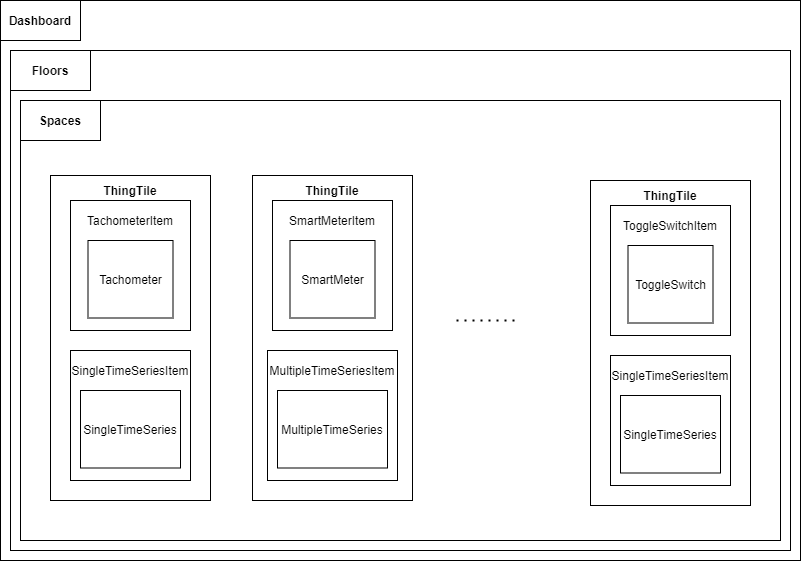 Dashboard
Floors
Spaces
ThingTile
TachometerItem
Tachometer
SingleTimeSeriesItem
SingleTimeSeries
ThingTile
SmartMeterItem
SmartMeter
MultipleTimeSeriesItem
MultipleTimeSeries
........
ThingTile
ToggleSwitchItem
ToggleSwitch
SingleTimeSeriesItem
SingleTimeSeries